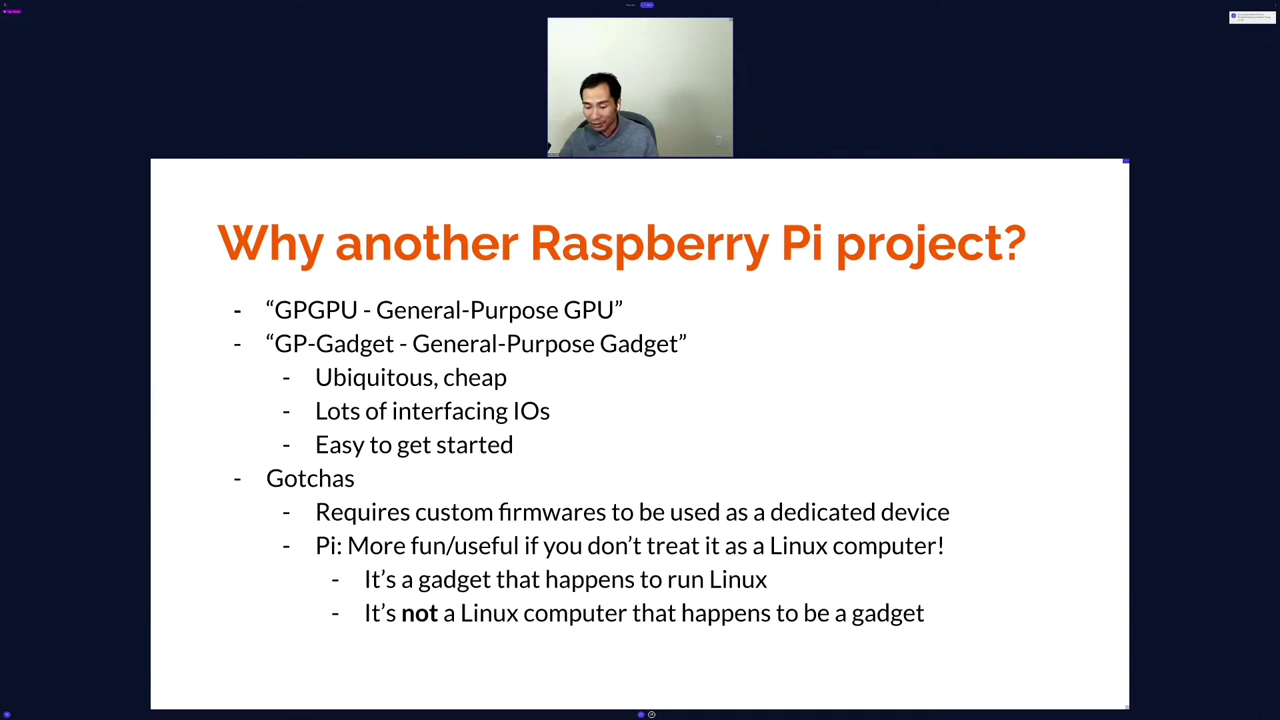 Why another Raspberry Pi project?
- “GPGPU - General-Purpose GPU”
- “GP-Gadget - General-Purpose Gadget”
- Ubiquitous, cheap
- Lots of interfacing IOs
- Easy to get started
- Gotchas
- Requires custom firmwares to be used as a dedicated device
- Pi: More fun/useful if you don’t treat it as a Linux computer!
- It’s a gadget that happens to run Linux
- It’s not a Linux computer that happens to be a gadget